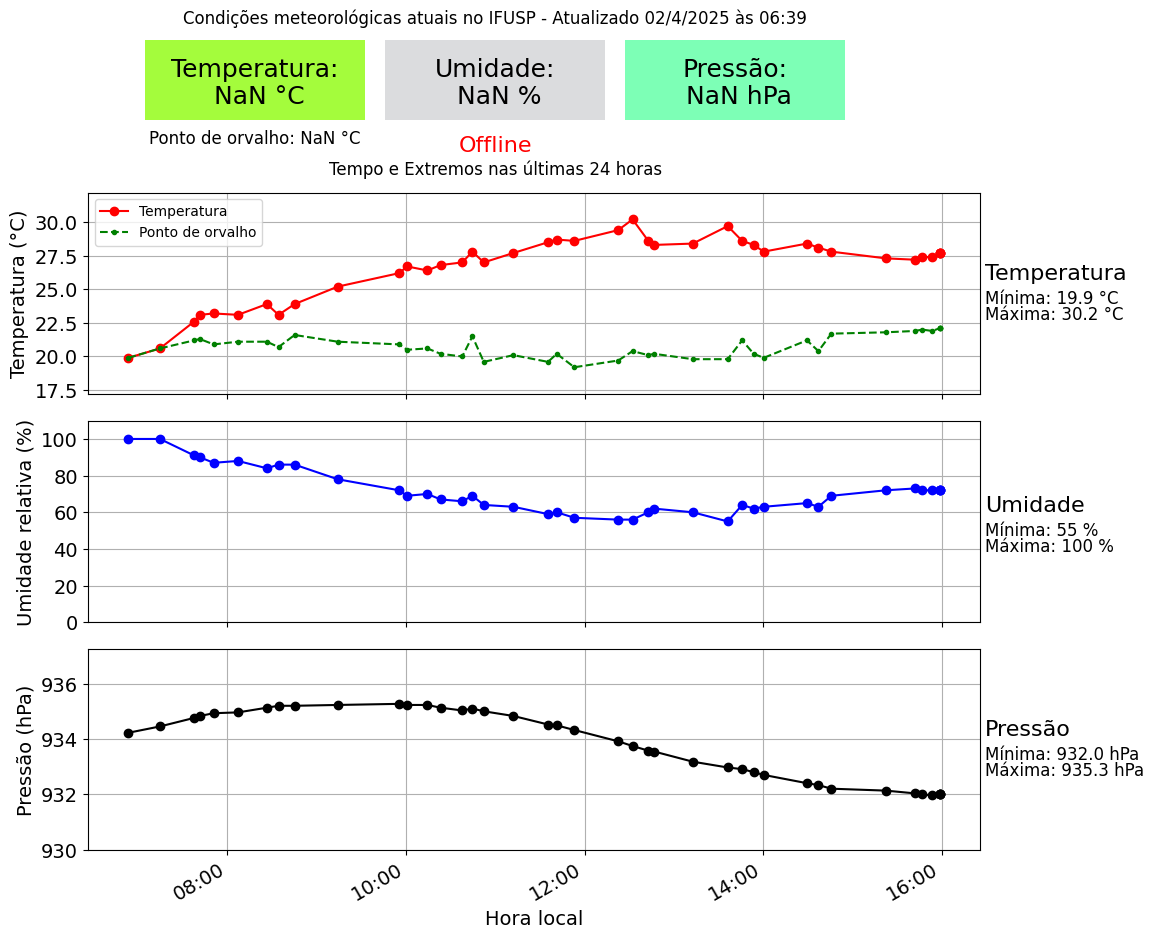 Condições meteorológicas atuais no IFUSP - Atualizado 02/4/2025 às 06:39
Temperatura:
NaN °C
Umidade:
NaN %
Pressão:
NaN hPa
Ponto de orvalho: NaN °C
Offline
Tempo e Extremos nas últimas 24 horas
Temperatura (°C)
30.0
27.5
25.0
22.5
20.0
17.5
Temperatura
Ponto de orvalho
Temperatura
Mínima: 19.9 °C
Máxima: 30.2 °C
Umidade relativa (%)
100
80
60
40
20
0
Umidade
Mínima: 55 %
Máxima: 100 %
Pressão (hPa)
936
934
932
930
Pressão
Mínima: 932.0 hPa
Máxima: 935.3 hPa
08:00
10:00
12:00
14:00
16:00
Hora local